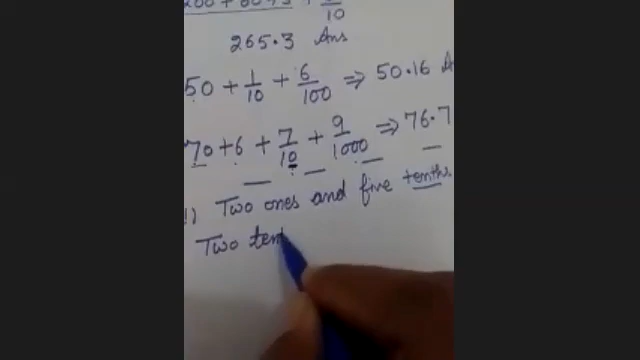 265.3 Ans
50 + 1/10 + 6/100 ⇒ 50.16
70+6 + 7/10 + 9/1000 ⇒ 76.7
Two ones and five tenths
Two ten